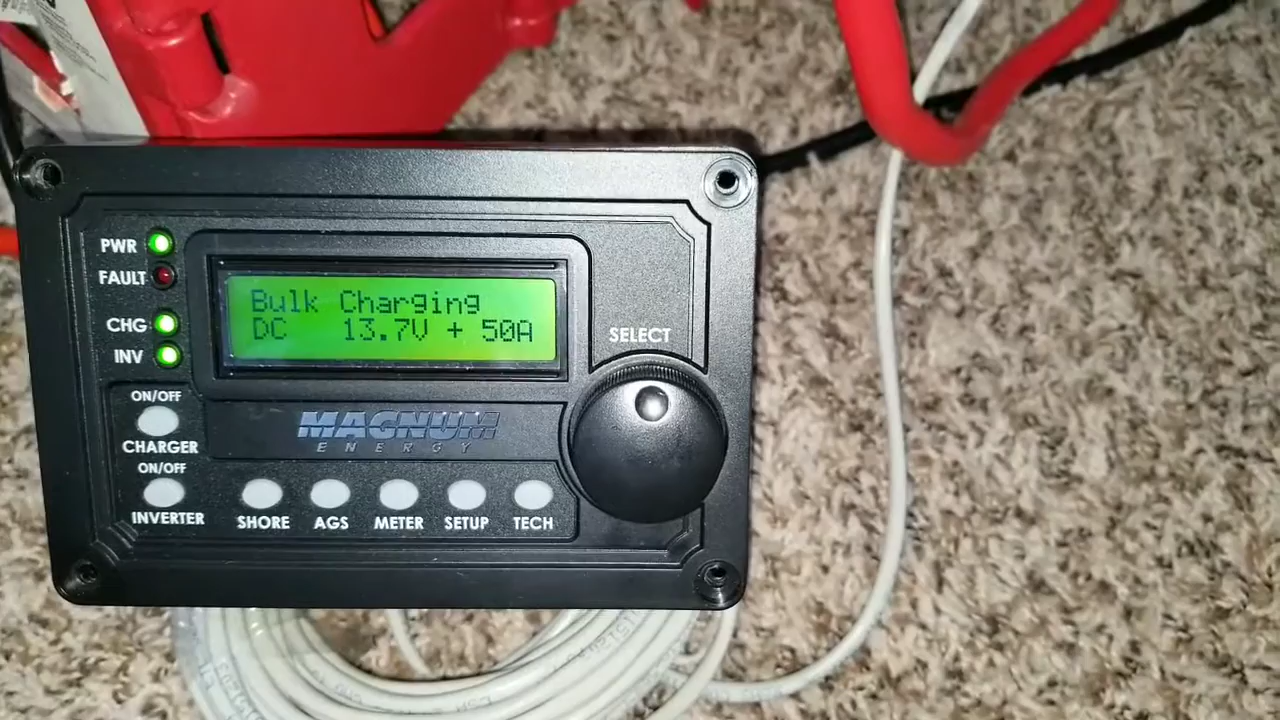 PWR
FAULT
CHG
INV
Bulk Charging
DC 13.7V + 50A
SELECT
MAGNUM
ENERGY
ON/OFF
CHARGER
ON/OFF
INVERTER
SHORE
AGS
METER
SETUP
TECH